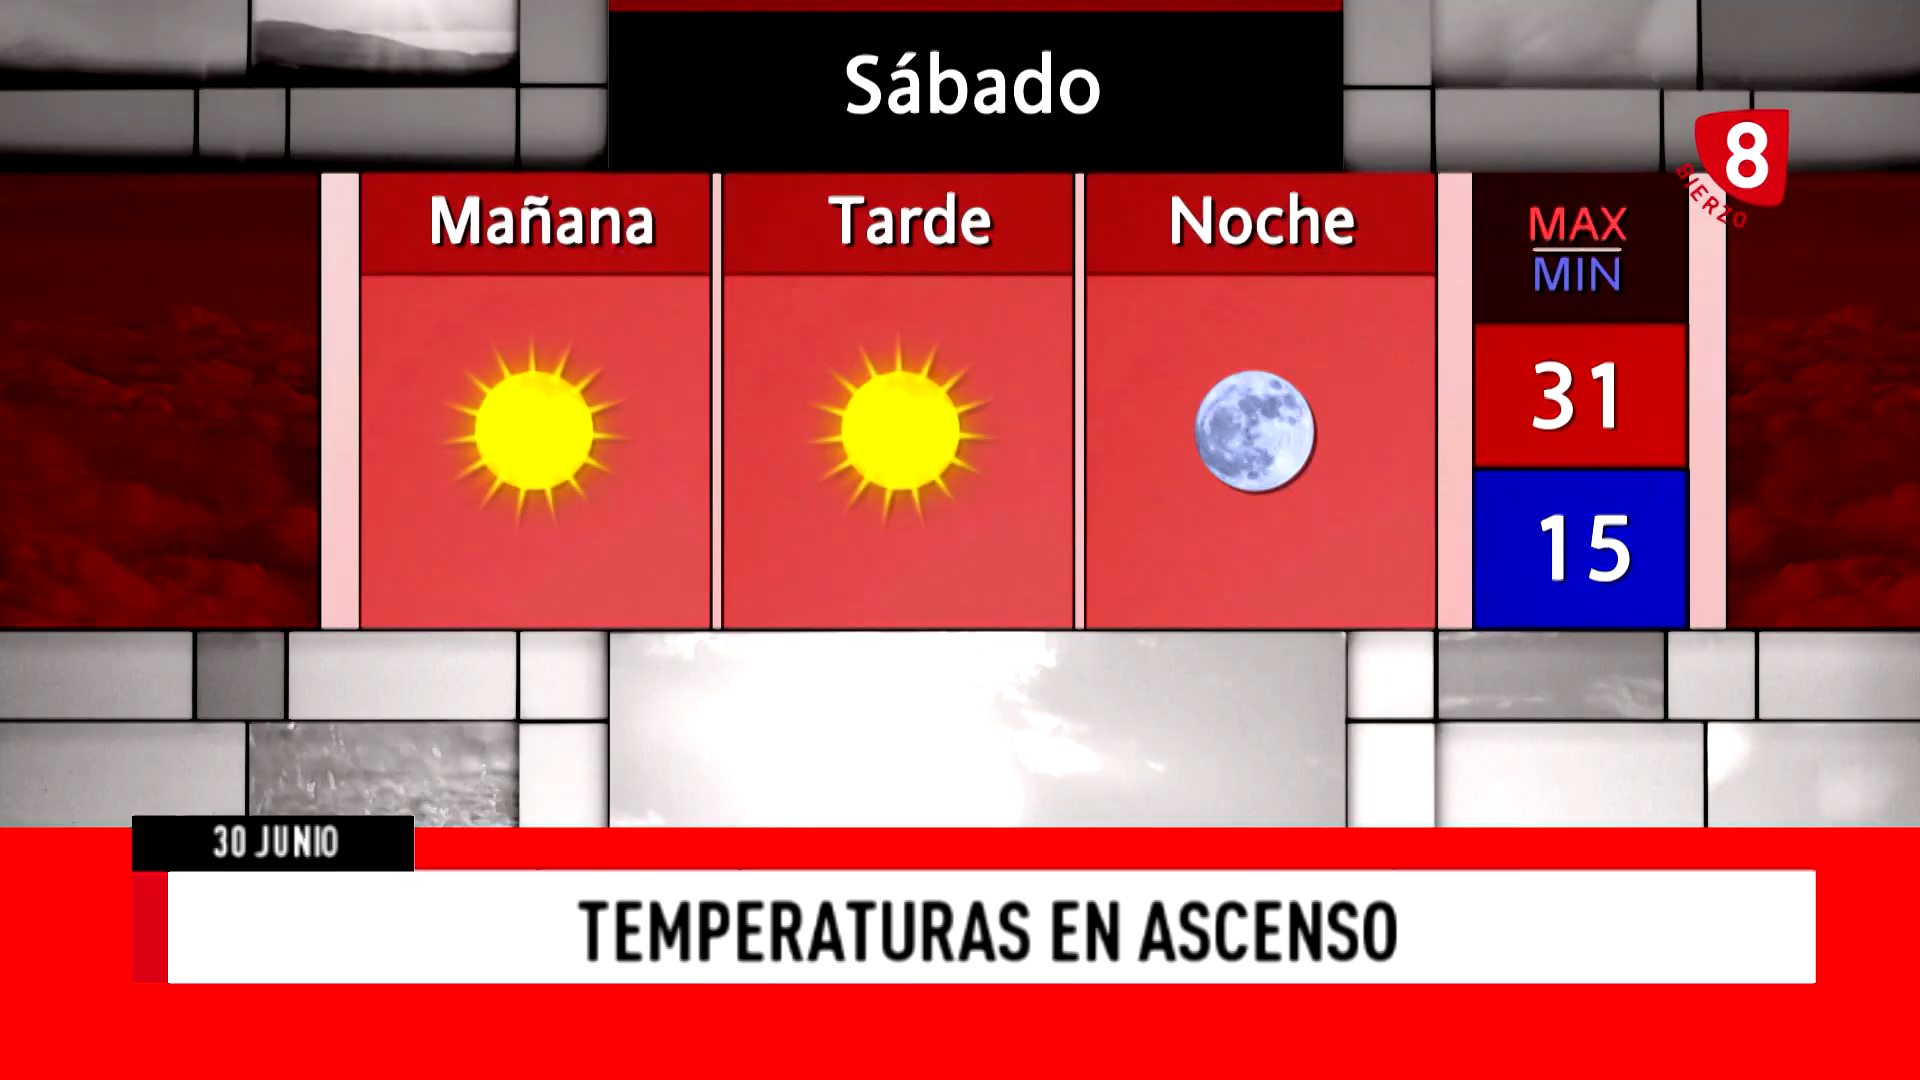 Sábado
8
BIERZO
Mañana
Tarde
Noche
MAX
MIN
31
15
30 JUNIO
TEMPERATURAS EN ASCENSO